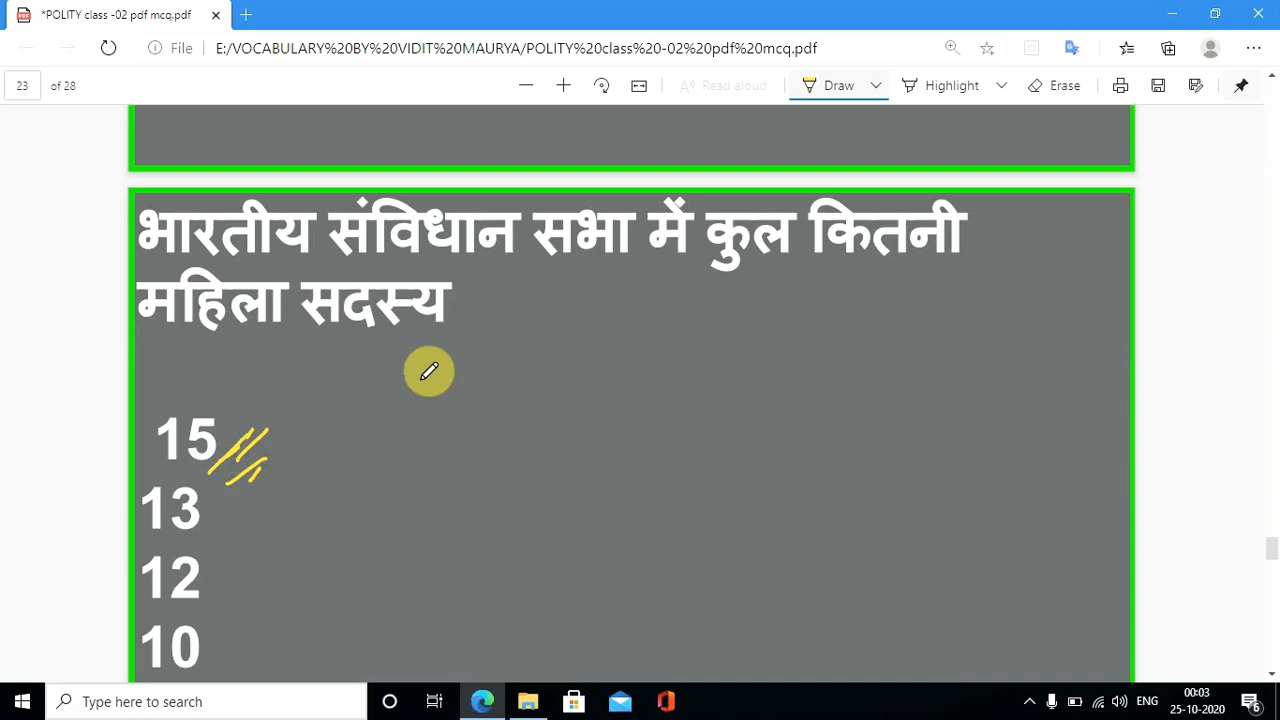 *POLITY class -02 pdf mcq.pdf
File E:/VOCABULARY%20BY%20VIDIT%20MAURYA/POLITY%20class%20-02%20pdf%20mcq.pdf
23 of 28 Read aloud Draw Highlight Erase
भारतीय संविधान सभा में कुल कितनी
महिला सदस्य
15
13
12
10
Type here to search ENG 00:03
25-10-2020 6